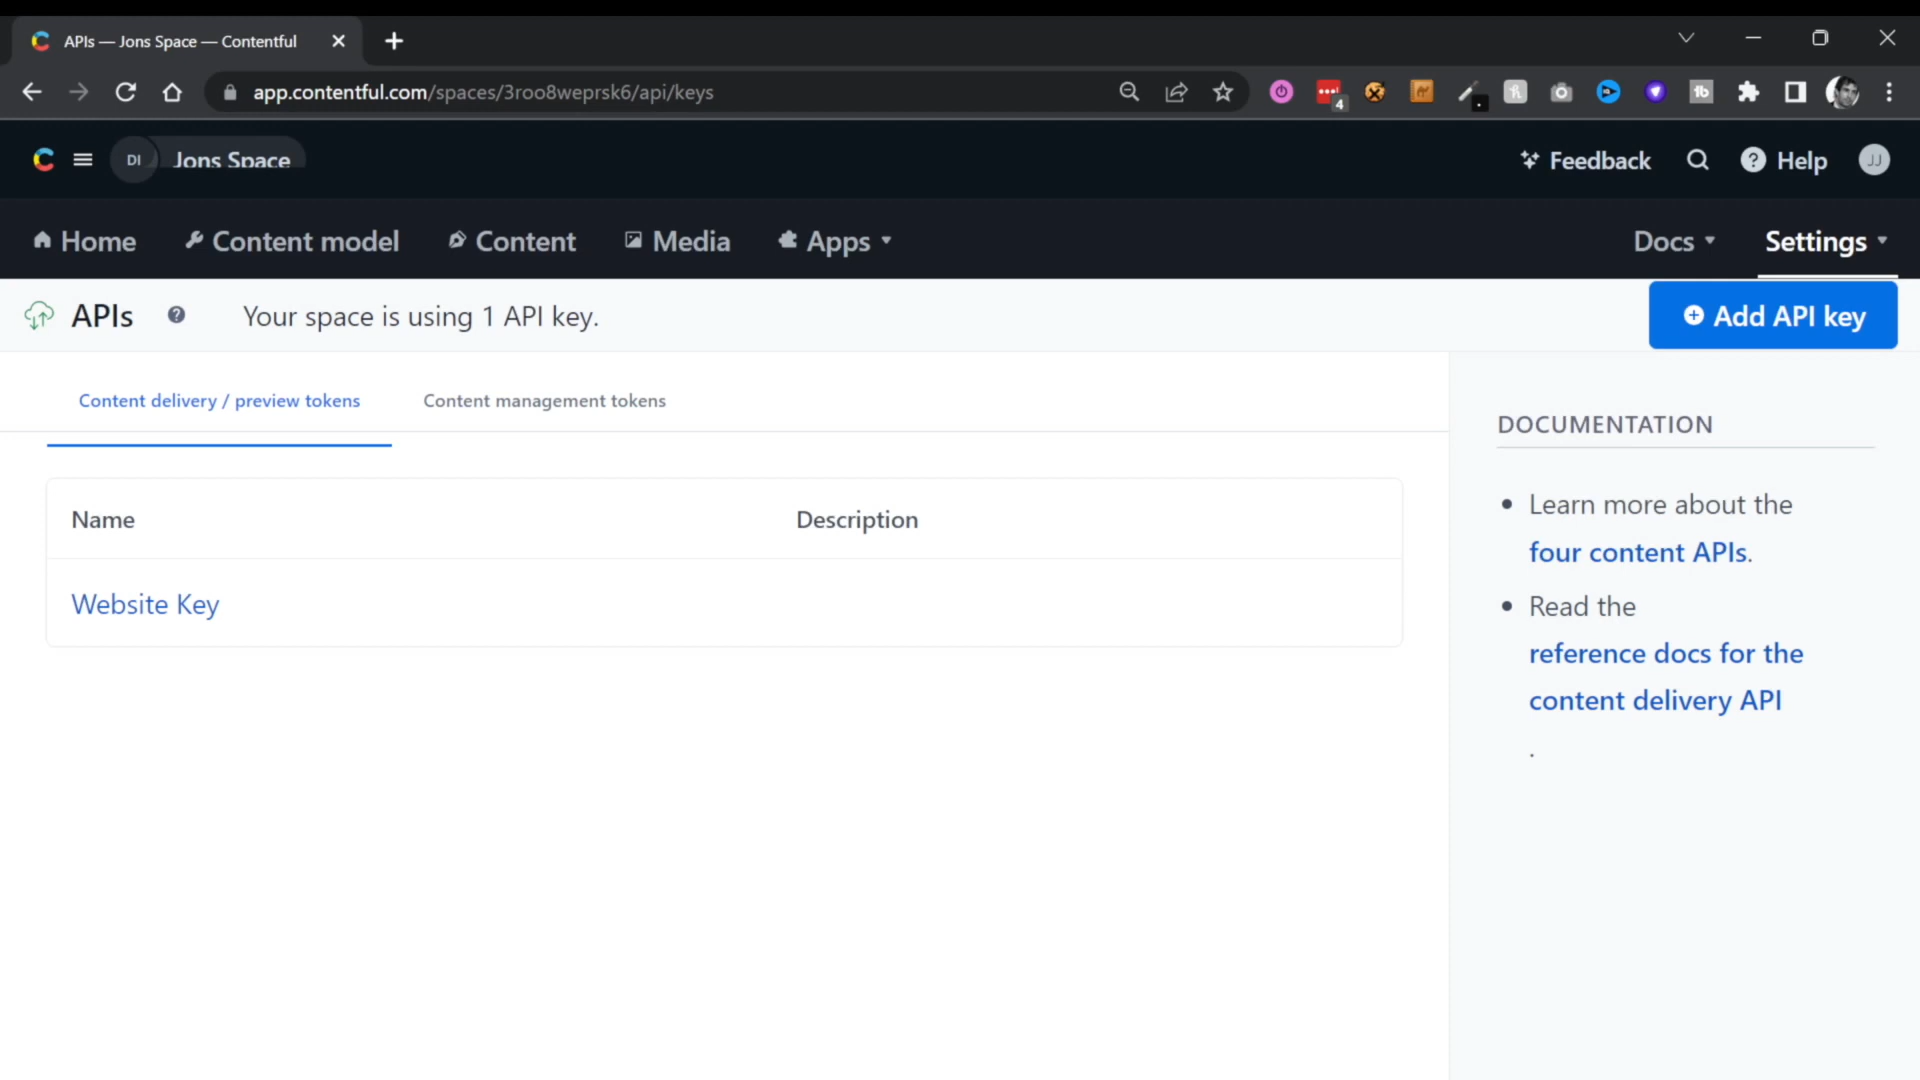 APIs — Jons Space — Contentful
app.contentful.com/spaces/3roo8weprsk6/api/keys
4
tb
DI
Jons Space
Feedback
Help
JJ
Home
Content model
Content
Media
Apps
Docs
Settings
APIs
Your space is using 1 API key.
Add API key
Content delivery / preview tokens
Content management tokens
Name
Description
Website Key
DOCUMENTATION
• Learn more about the
four content APIs.
• Read the
reference docs for the
content delivery API
.